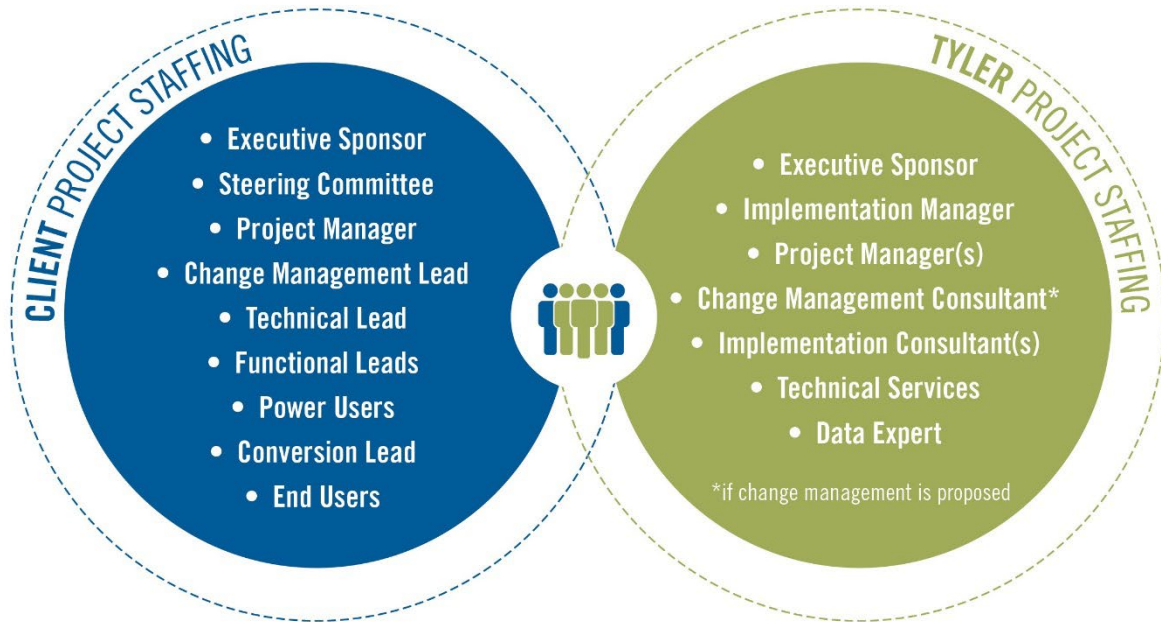 CLIENT PROJECT STAFFING
• Executive Sponsor
• Steering Committee
• Project Manager
• Change Management Lead
• Technical Lead
• Functional Leads
• Power Users
• Conversion Lead
• End Users
TYLER PROJECT STAFFING
• Executive Sponsor
• Implementation Manager
• Project Manager(s)
• Change Management Consultant*
• Implementation Consultant(s)
• Technical Services
• Data Expert
*if change management is proposed